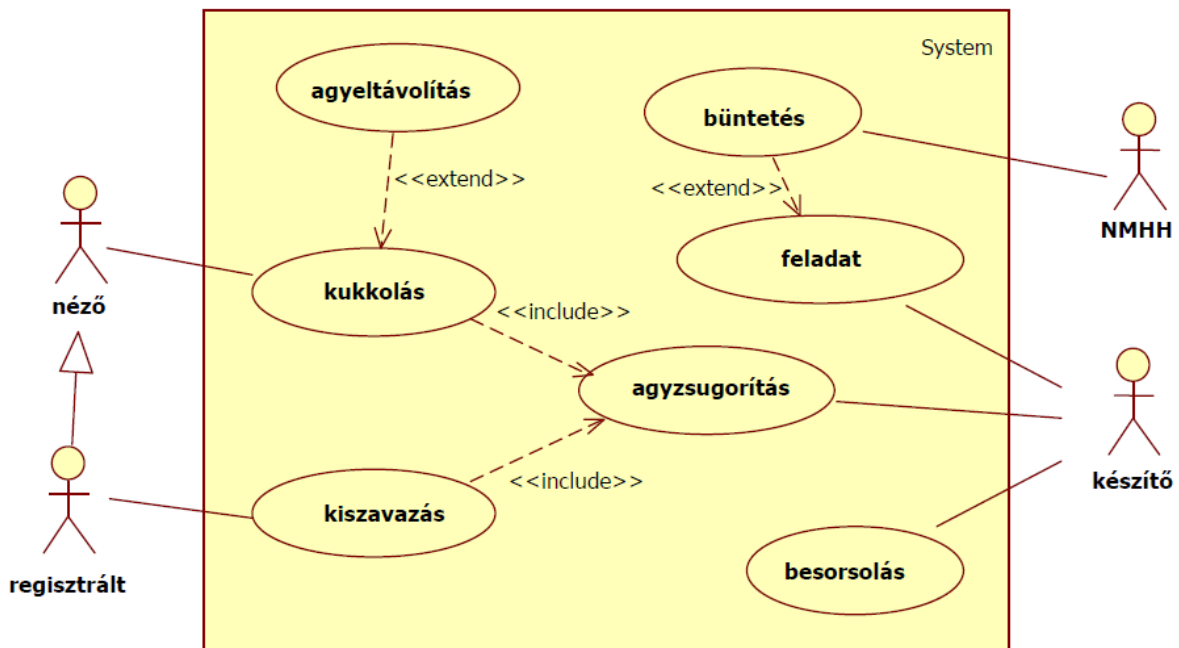 System
agyeltávolítás
büntetés
<<extend>>
<<extend>>
NMHH
feladat
kukkolás
néző
<<include>>
agyzsugorítás
készítő
<<include>>
kiszavazás
besorsolás
regisztrált